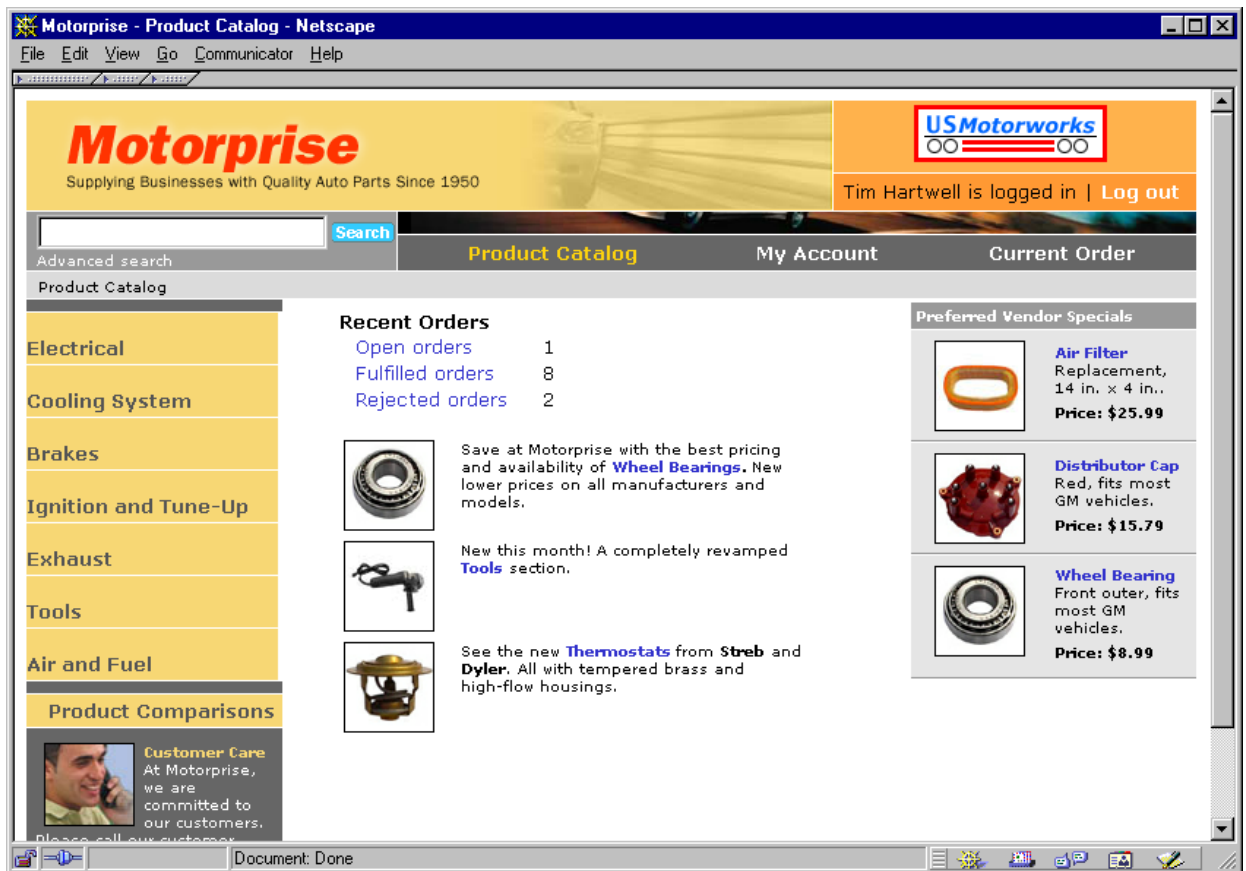 Motorprise - Product Catalog - Netscape
File Edit View Go Communicator Help
Motorprise
Supplying Businesses with Quality Auto Parts Since 1950
USMotorworks
Tim Hartwell is logged in | Log out
Search
Advanced search
Product Catalog
My Account
Current Order
Product Catalog
Electrical
Cooling System
Brakes
Ignition and Tune-Up
Exhaust
Tools
Air and Fuel
Product Comparisons
Customer Care
At Motorprise,
we are
committed to
our customers.
Please call our customer
Recent Orders
Open orders 1
Fulfilled orders 8
Rejected orders 2
Save at Motorprise with the best pricing
and availability of Wheel Bearings. New
lower prices on all manufacturers and
models.
New this month! A completely revamped
Tools section.
See the new Thermostats from Streb and
Dyler. All with tempered brass and
high-flow housings.
Preferred Vendor Specials
Air Filter
Replacement,
14 in. x 4 in..
Price: $25.99
Distributor Cap
Red, fits most
GM vehicles.
Price: $15.79
Wheel Bearing
Front outer, fits
most GM
vehicles.
Price: $8.99
Document: Done